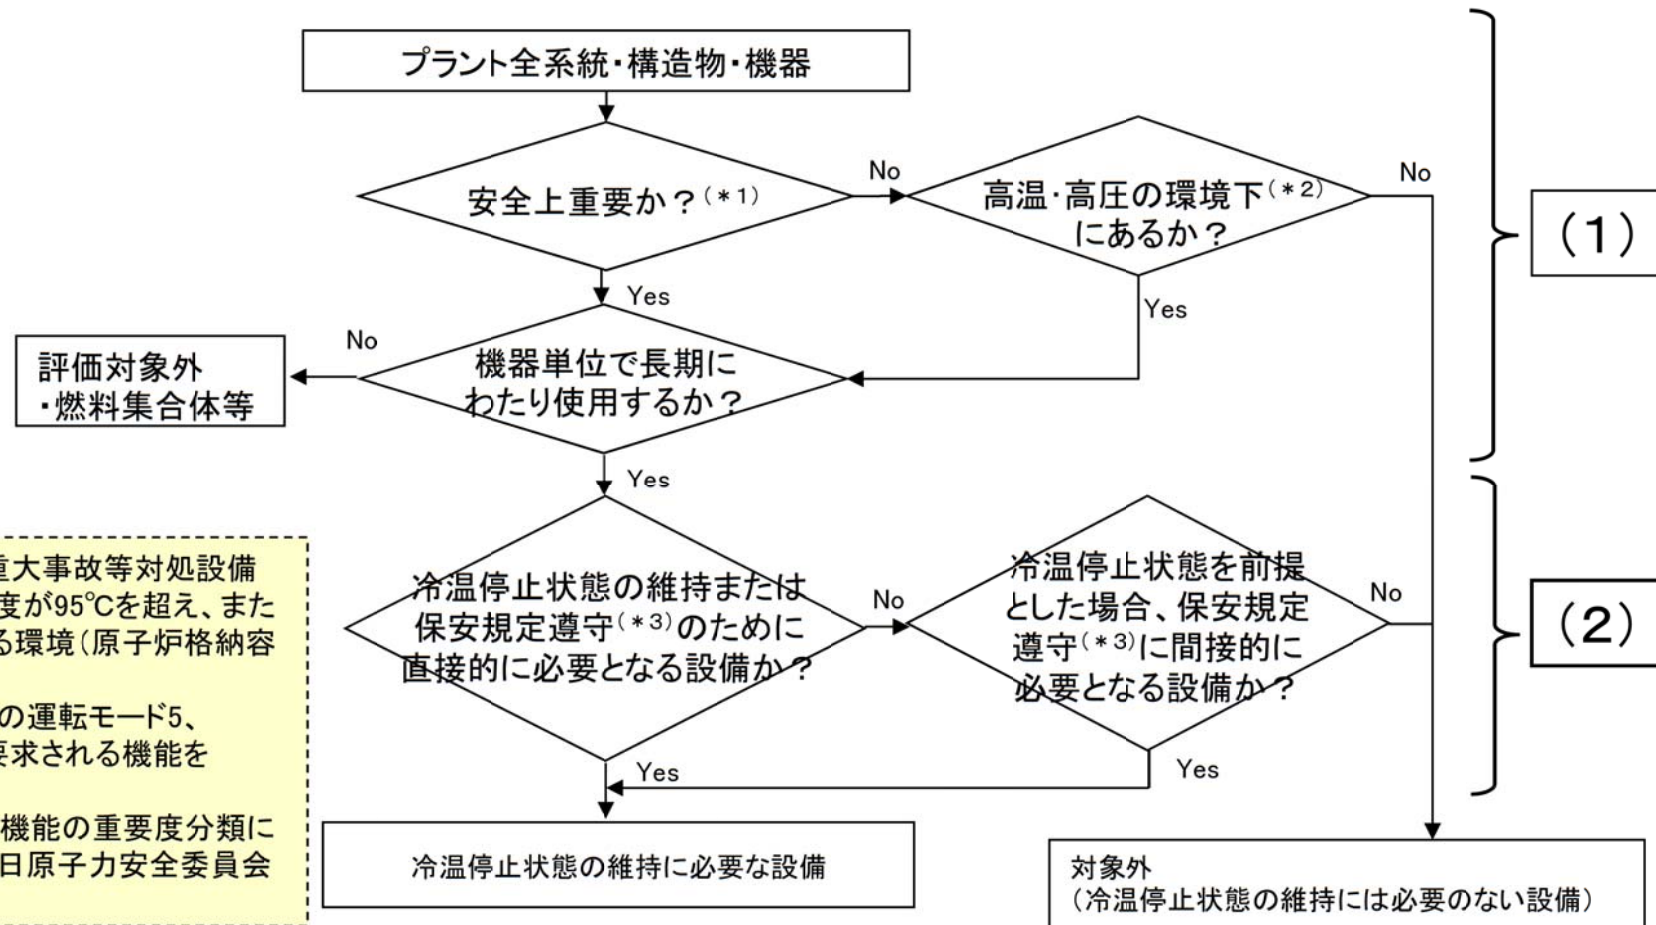 プラント全系統・構造物・機器
安全上重要か？(＊1)
No
高温・高圧の環境下(＊2)
にあるか？
No
（１）
Yes
Yes
機器単位で長期に
わたり使用するか？
No
評価対象外
・燃料集合体等
Yes
冷温停止状態の維持または
保安規定遵守(＊3)のために
直接的に必要となる設備か？
No
冷温停止状態を前提
とした場合、保安規定
遵守(＊3)に間接的に
必要となる設備か？
No
（２）
Yes
Yes
冷温停止状態の維持に必要な設備
対象外
（冷温停止状態の維持には必要のない設備）
重大事故等対処設備
度が95℃を超え、また
る環境（原子炉格納容
の運転モード5、
要求される機能を
機能の重要度分類に
日原子力安全委員会